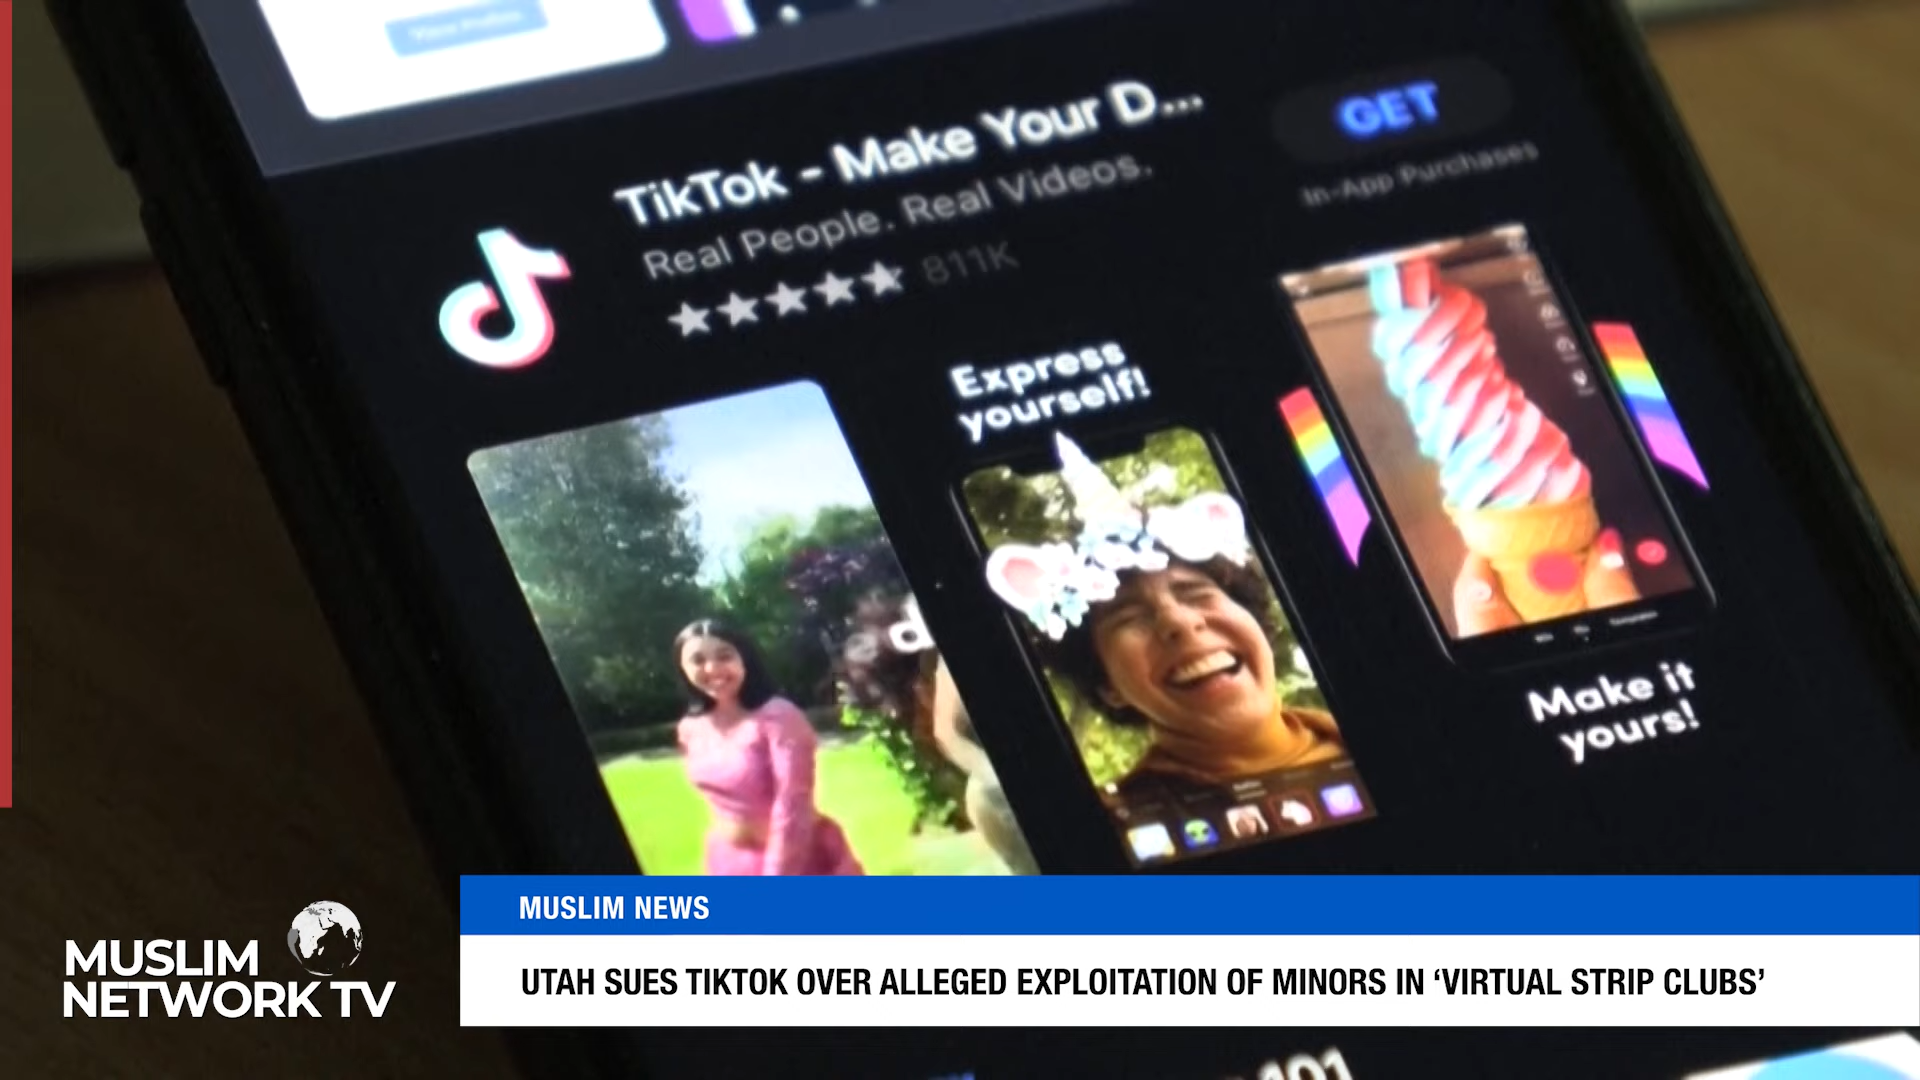 TikTok - Make Your D...
Real People. Real Videos.
811K
GET
In-App Purchases
Express
yourself!
Make it
yours!
MUSLIM NEWS
UTAH SUES TIKTOK OVER ALLEGED EXPLOITATION OF MINORS IN ‘VIRTUAL STRIP CLUBS’
MUSLIM
NETWORK TV
101